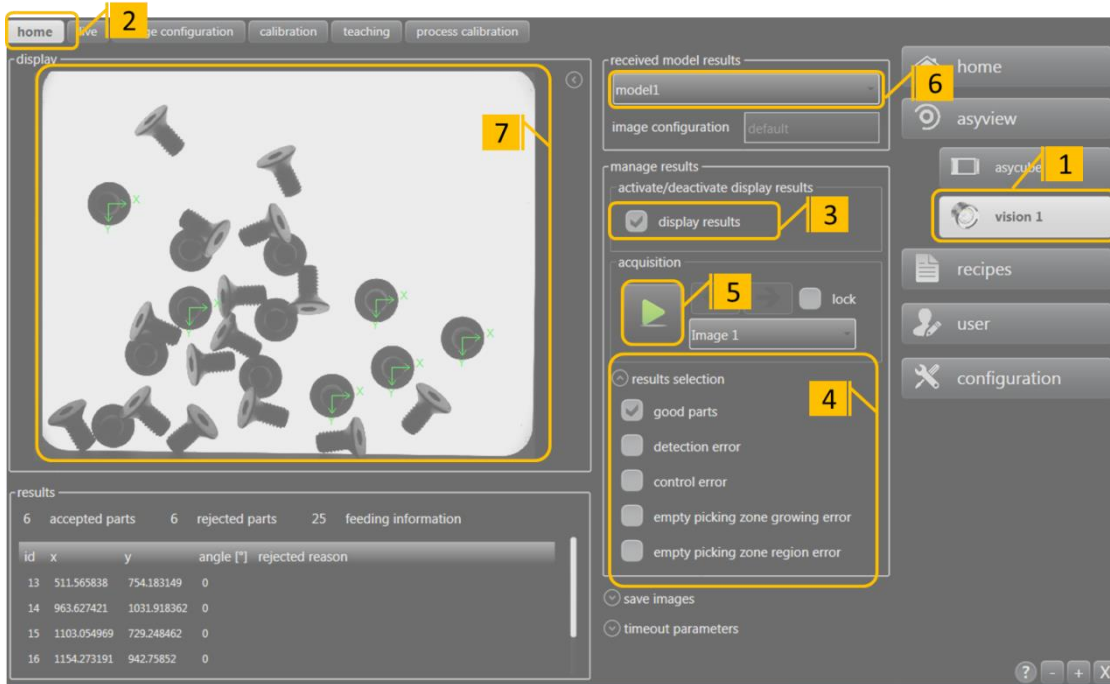 home
2
live
configuration
calibration
teaching
process calibration
display
7
X
Y
received model results
model1
6
image configuration
default
manage results
activate/deactivate display results
display results
3
acquisition
5
lock
Image 1
results selection
4
good parts
detection error
control error
empty picking zone growing error
empty picking zone region error
save images
timeout parameters
home
asyview
asycube
1
vision 1
recipes
user
configuration
results
6 accepted parts 6 rejected parts 25 feeding information
id x y angle [°] rejected reason
13 511.565838 754.183149 0
14 963.627421 1031.918362 0
15 1103.054969 729.248462 0
16 1154.273191 942.75852 0
? - + X